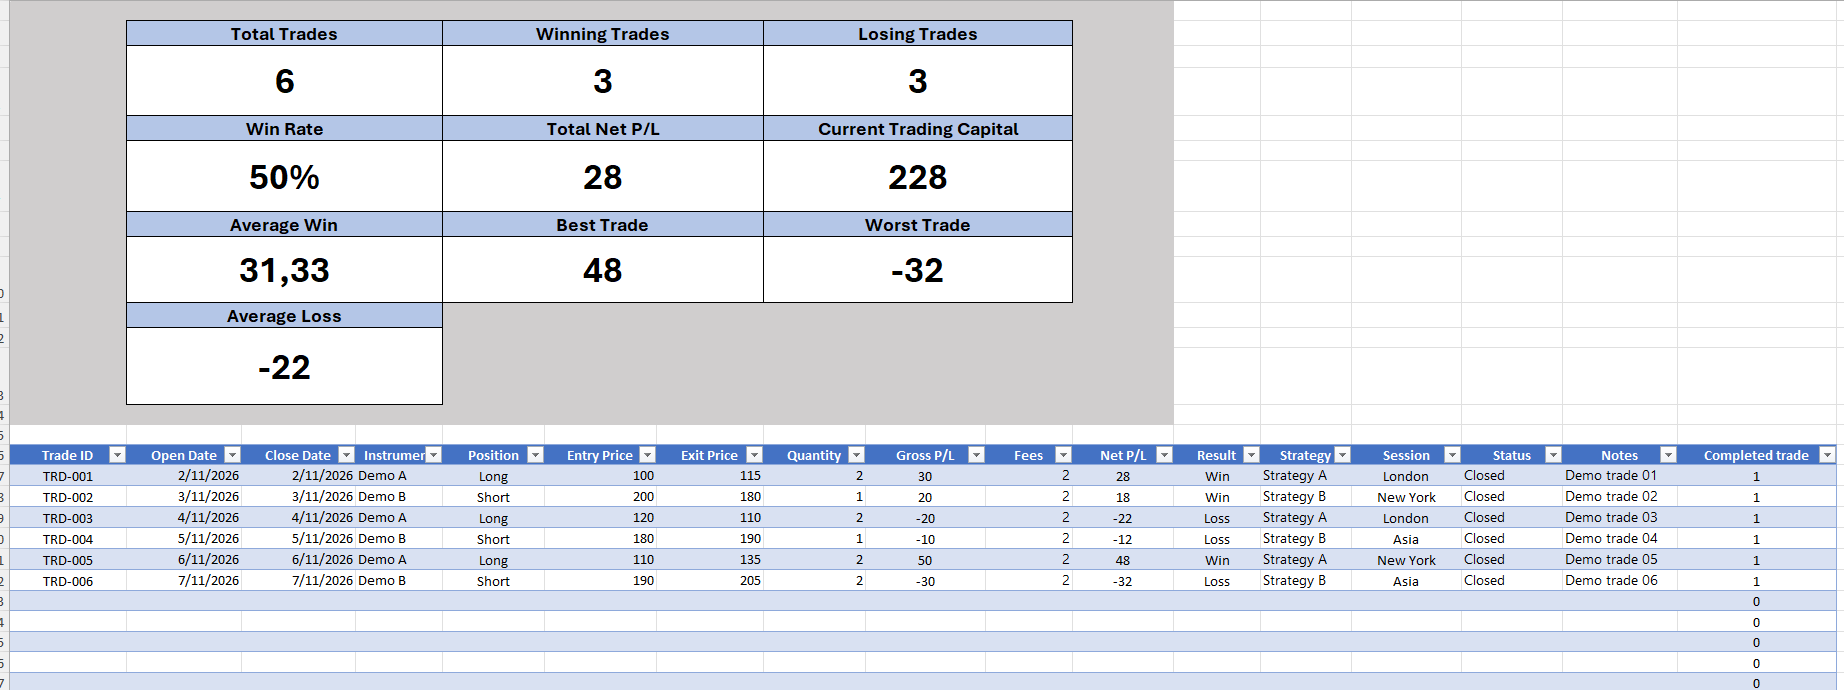 Total Trades Winning Trades Losing Trades
6 3 3
Win Rate Total Net P/L Current Trading Capital
50% 28 228
Average Win Best Trade Worst Trade
31,33 48 -32
Average Loss
-22
Trade ID Open Date Close Date Instrumer Position Entry Price Exit Price Quantity Gross P/L Fees Net P/L Result Strategy Session Status Notes Completed trade
TRD-001 2/11/2026 2/11/2026 Demo A Long 100 115 2 30 2 28 Win Strategy A London Closed Demo trade 01 1
TRD-002 3/11/2026 3/11/2026 Demo B Short 200 180 1 20 2 18 Win Strategy B New York Closed Demo trade 02 1
TRD-003 4/11/2026 4/11/2026 Demo A Long 120 110 2 -20 2 -22 Loss Strategy A London Closed Demo trade 03 1
TRD-004 5/11/2026 5/11/2026 Demo B Short 180 190 1 -10 2 -12 Loss Strategy B Asia Closed Demo trade 04 1
TRD-005 6/11/2026 6/11/2026 Demo A Long 110 135 2 50 2 48 Win Strategy A New York Closed Demo trade 05 1
TRD-006 7/11/2026 7/11/2026 Demo B Short 190 205 2 -30 2 -32 Loss Strategy B Asia Closed Demo trade 06 1
0
0
0
0
0